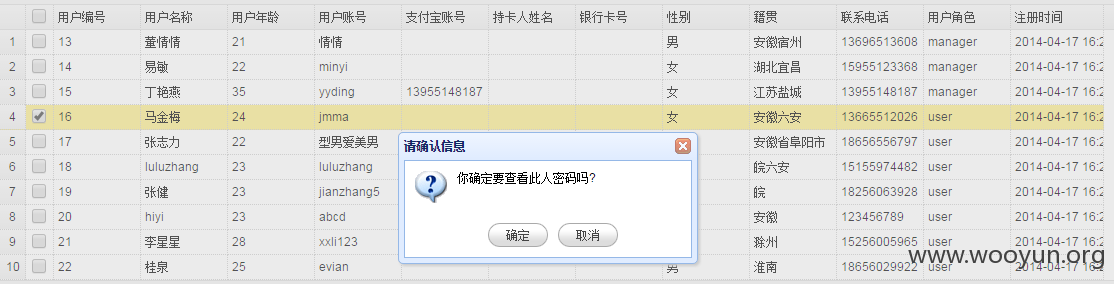 用户编号 用户名称 用户年龄 用户账号 支付宝账号 持卡人姓名 银行卡号 性别 籍贯 联系电话 用户角色 注册时间
1 13 董情情 21 情情 男 安徽宿州 13696513608 manager 2014-04-17 16:2
2 14 易敏 22 minyi 女 湖北宜昌 15955123368 manager 2014-04-17 16:2
3 15 丁艳燕 35 yyding 13955148187 女 江苏盐城 13955148187 manager 2014-04-17 16:2
4 16 马金梅 24 jmma 女 安徽六安 13665512026 user 2014-04-17 16:2
5 17 张志力 22 型男爱美男 安徽省阜阳市 18656556797 user 2014-04-17 16:2
6 18 luluzhang 23 luluzhang 皖六安 15155974482 user 2014-04-17 16:2
7 19 张健 23 jianzhang5 皖 18256063928 user 2014-04-17 16:2
8 20 hiyi 23 abcd 安徽 123456789 user 2014-04-17 16:2
9 21 李星星 28 xxli123 滁州 15256005965 user 2014-04-17 16:2
10 22 桂泉 25 evian 男 淮南 18656029922 user 2014-04-17 16:2
请确认信息
你确定要查看此人密码吗?
确定 取消
www.wooyun.org